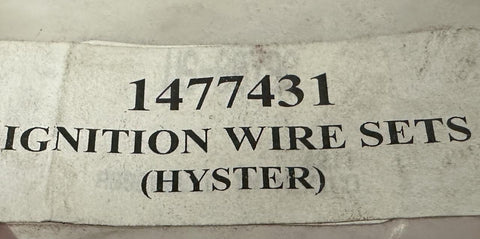 1477431
IGNITION WIRE SETS
(HYSTER)